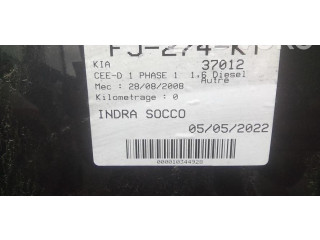 FJ-274-KY
KIA 37012
CEE-D 1 PHASE 1 1.6 Diesel
Mec : 28/08/2008 Autre
Kilometrage : 0
INDRA SOCCO
05/05/2022